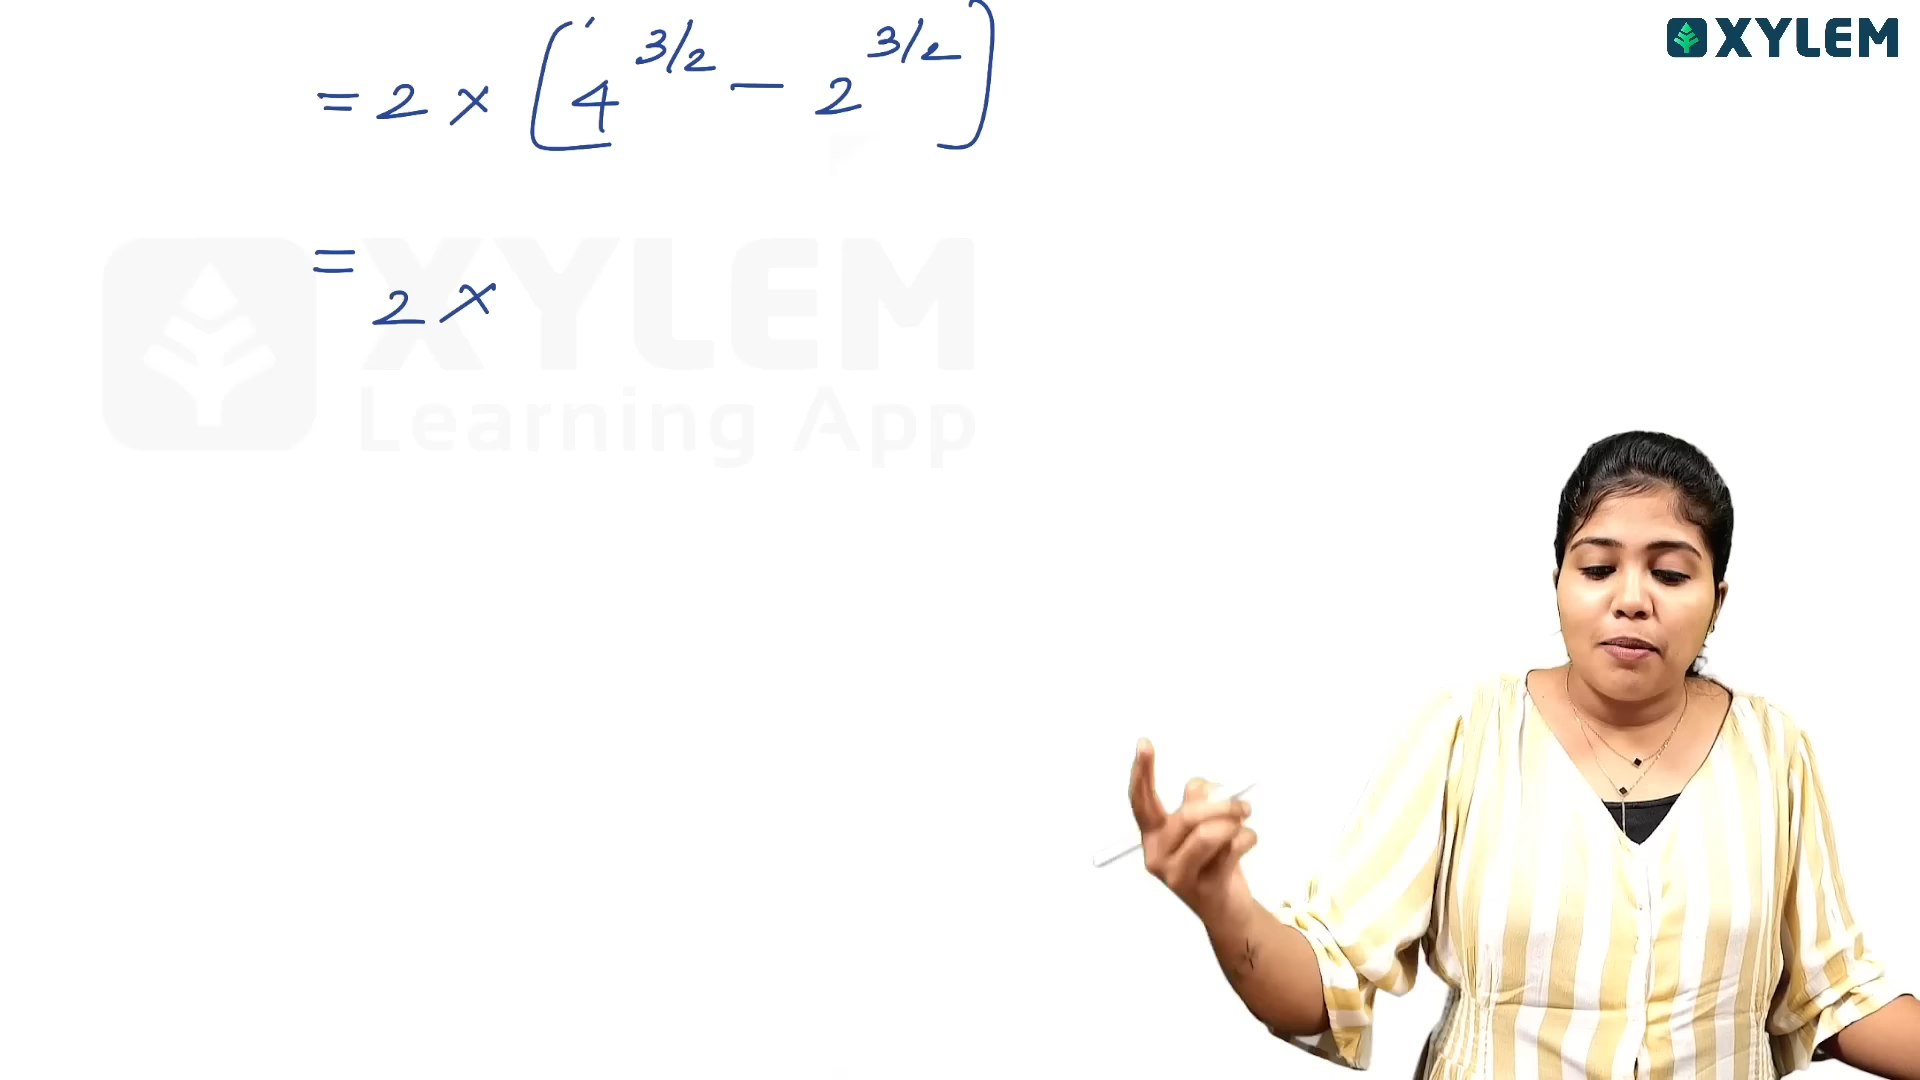 XYLEM
= 2 × [4^{3/2} – 2^{3/2}]
= 2 ×
XYLEM
Learning App